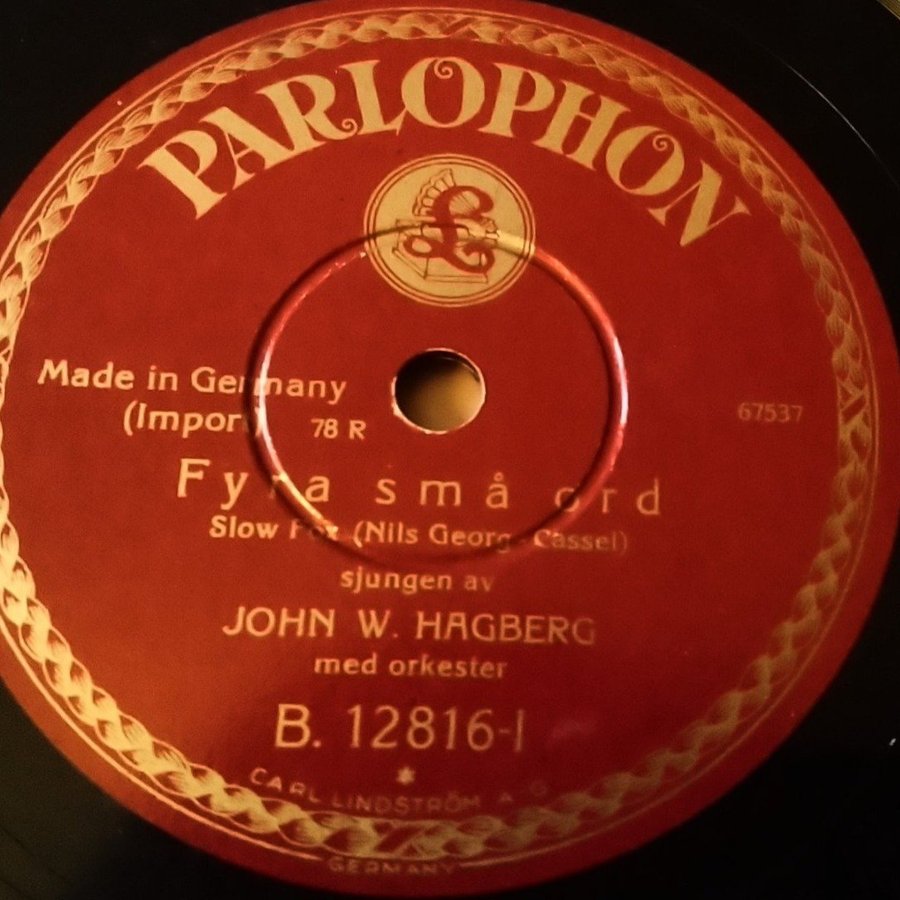 PARLOPHON
£
Made in Germany
(Import) 78 R
67537
Fyra små ord
Slow Fox (Nils Georg - Cassel)
sjungen av
JOHN W. HAGBERG
med orkester
B. 12816-I
*
CARL LINDSTRÖM A. G.
GERMANY